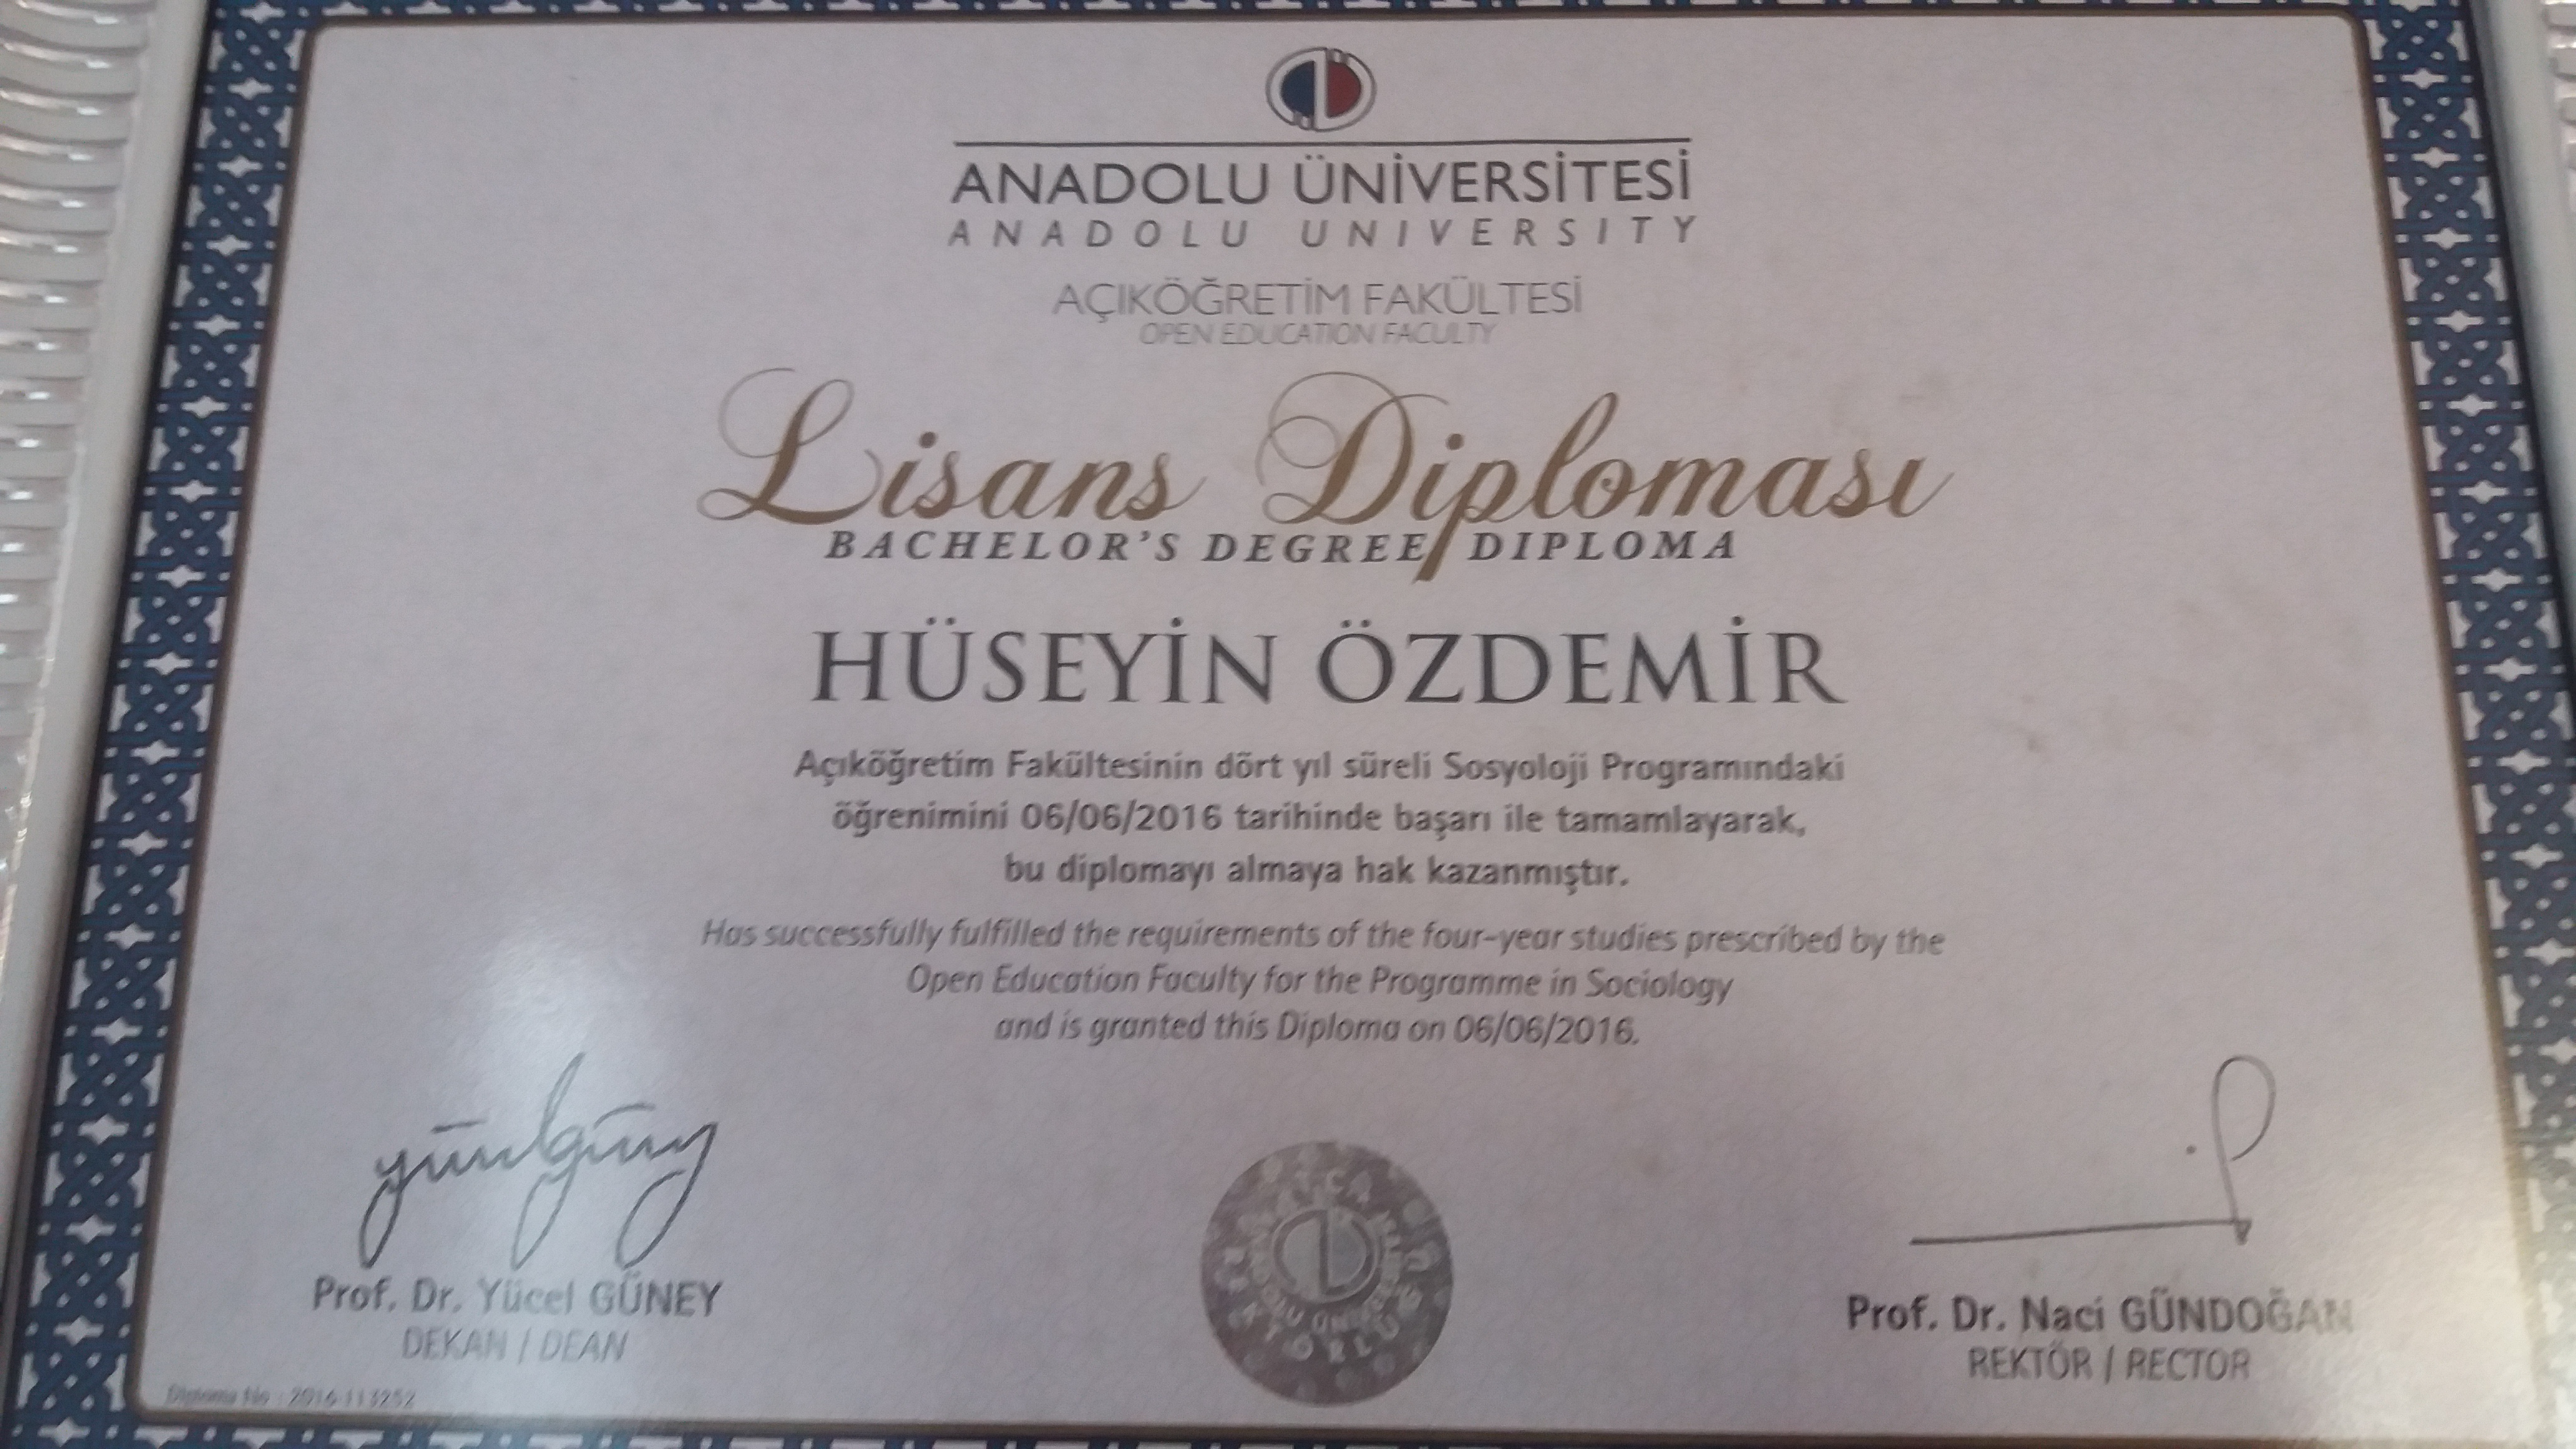 ANADOLU ÜNİVERSİTESİ
ANADOLU UNIVERSITY
AÇIKÖĞRETİM FAKÜLTESİ
OPEN EDUCATION FACULTY
Lisans Diploması
BACHELOR'S DEGREE DIPLOMA
HÜSEYİN ÖZDEMİR
Açıköğretim Fakültesinin dört yıl süreli Sosyoloji Programındaki
öğrenimini 06/06/2016 tarihinde başarı ile tamamlayarak,
bu diplomayı almaya hak kazanmıştır.
Has successfully fulfilled the requirements of the four-year studies prescribed by the
Open Education Faculty for the Programme in Sociology
and is granted this Diploma on 06/06/2016.
Prof. Dr. Yücel GÜNEY
DEKAN / DEAN
Prof. Dr. Naci GÜNDOĞAN
REKTÖR / RECTOR
Diploma No : 2016-113252